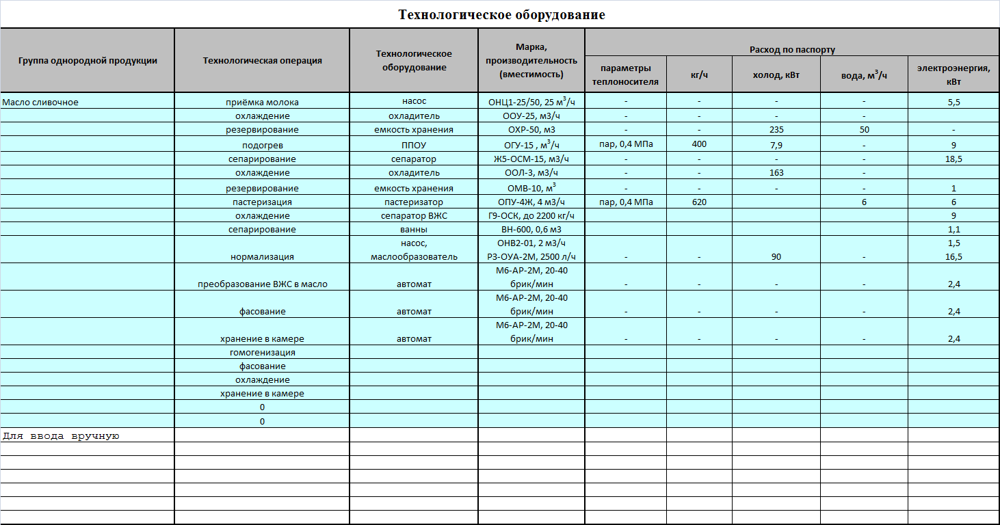 Технологическое оборудование
Группа однородной продукции | Технологическая операция | Технологическое оборудование | Марка, производительность (вместимость) | Расход по паспорту
параметры теплоносителя | кг/ч | холод, кВт | вода, м³/ч | электроэнергия, кВт
Масло сливочное | приёмка молока | насос | ОНЦ1-25/50, 25 м³/ч | - | - | - | - | 5,5
охлаждение | охладитель | ООУ-25, м3/ч | - | - | - | -
резервирование | емкость хранения | ОХР-50, м3 | - | - | 235 | 50 | -
подогрев | ППОУ | ОГУ-15 , м³/ч | пар, 0,4 МПа | 400 | 7,9 | - | 9
сепарирование | сепаратор | Ж5-ОСМ-15, м3/ч | - | - | - | - | 18,5
охлаждение | охладитель | ООЛ-3, м3/ч | - | - | 163 | -
резервирование | емкость хранения | ОМВ-10, м³ | - | - | - | - | 1
пастеризация | пастеризатор | ОПУ-4Ж, 4 м3/ч | пар, 0,4 МПа | 620 | | 6 | 6
охлаждение | сепаратор ВЖС | Г9-ОСК, до 2200 кг/ч | | | | | 9
сепарирование | ванны | ВН-600, 0,6 м3 | | | | | 1,1
насос, | ОНВ2-01, 2 м3/ч | 1,5
нормализация | маслообразователь | РЗ-ОУА-2М, 2500 л/ч | - | - | 90 | - | 16,5
М6-АР-2М, 20-40
преобразование ВЖС в масло | автомат | брик/мин | - | - | - | - | 2,4
М6-АР-2М, 20-40
фасование | автомат | брик/мин | - | - | - | - | 2,4
М6-АР-2М, 20-40
хранение в камере | автомат | брик/мин | - | - | - | - | 2,4
гомогенизация
фасование
охлаждение
хранение в камере
0
0
Для ввода вручную